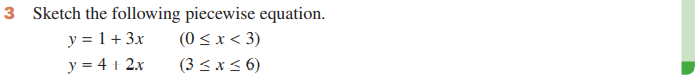 3 Sketch the following piecewise equation.
y = 1 + 3x (0 ≤ x < 3)
y = 4 + 2x (3 ≤ x ≤ 6)